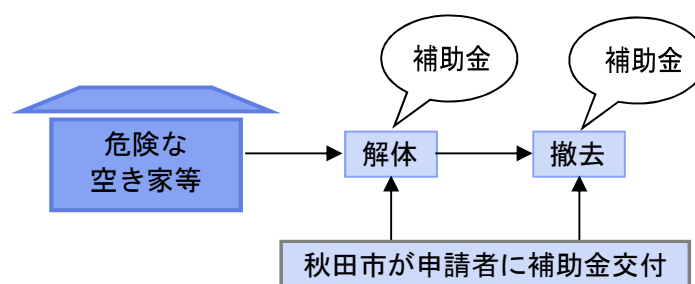 補助金
補助金
危険な
空き家等
解体
撤去
秋田市が申請者に補助金交付